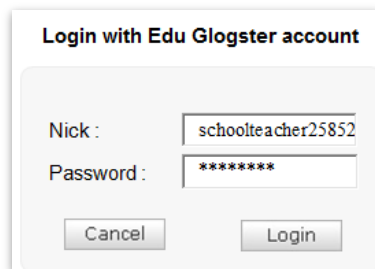 Login with Edu Glogster account
Nick : schoolteacher25852
Password : ********
Cancel Login